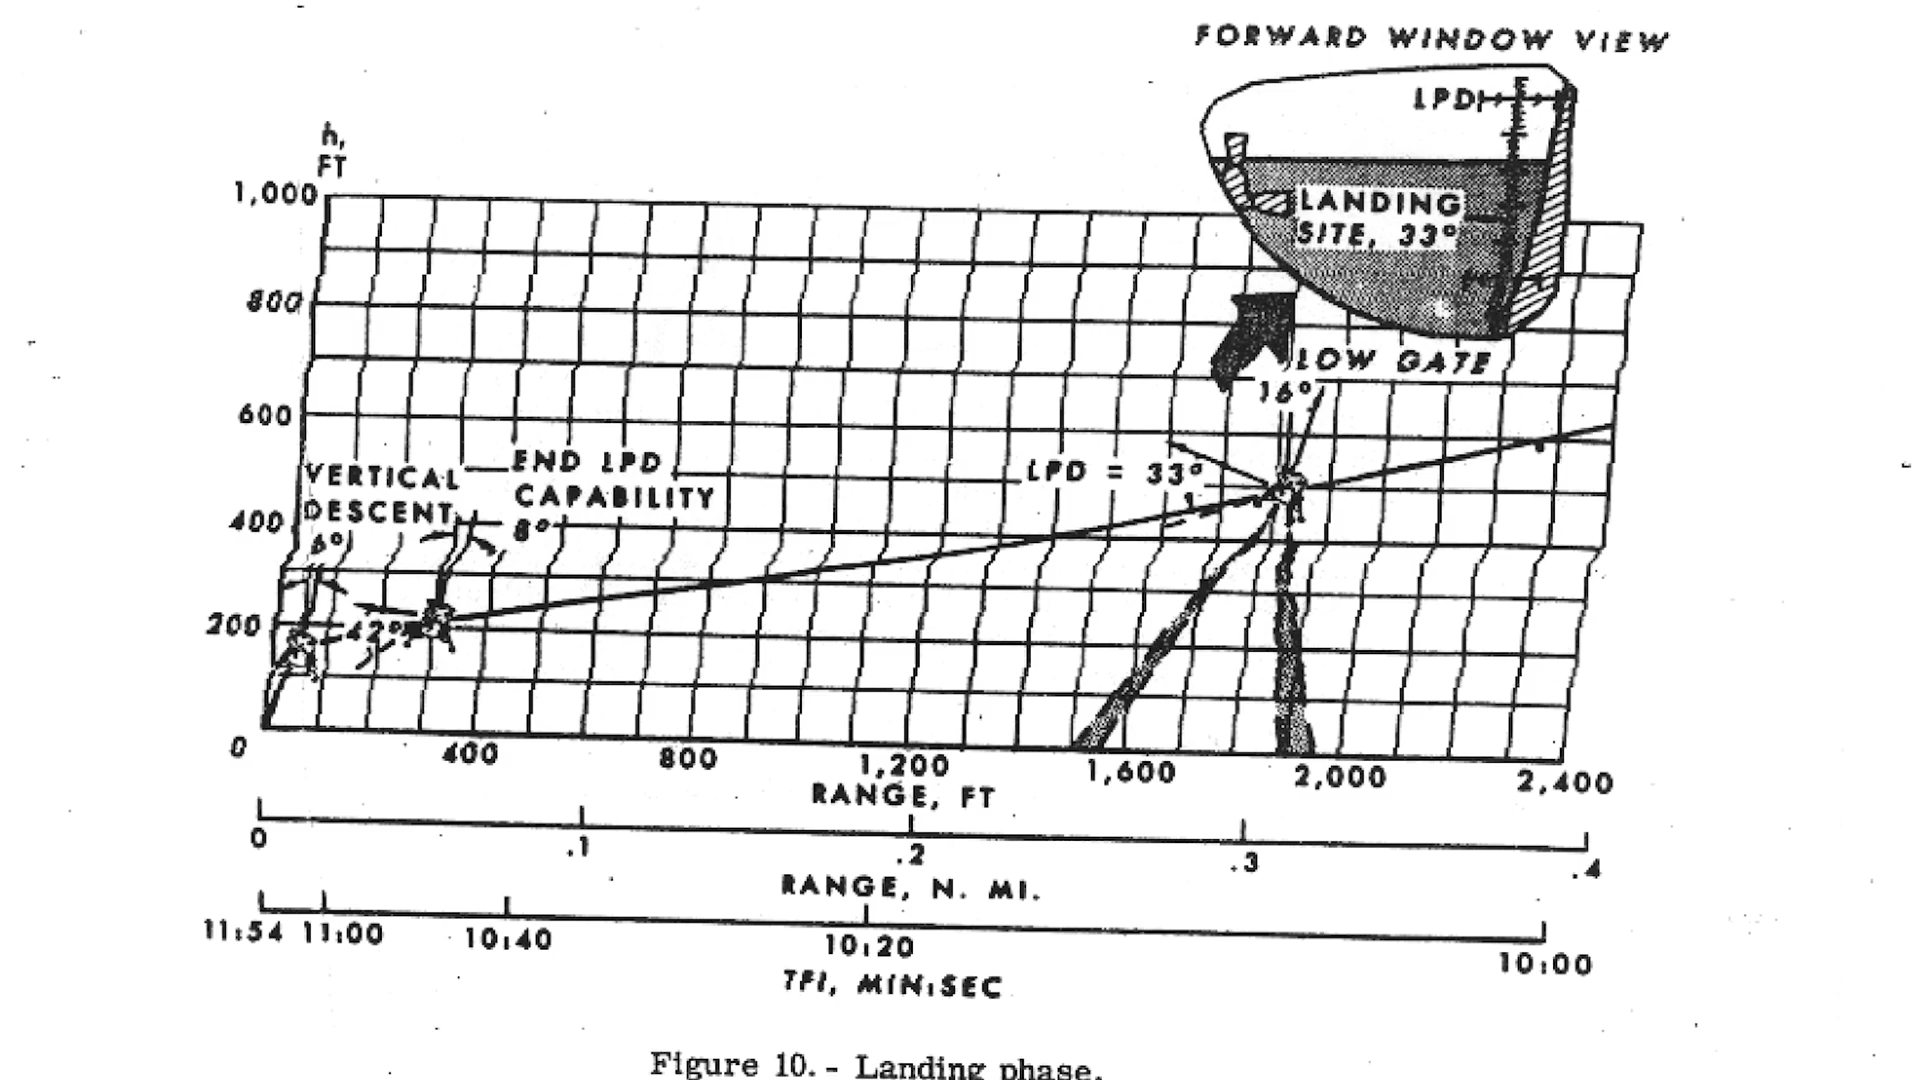 FORWARD WINDOW VIEW
LPD
LANDING
SITE, 33°
h,
FT
1,000
800
600
400
200
0
LOW GATE
16°
LPD = 33°
END LPD
CAPABILITY
8°
VERTICAL
DESCENT
6°
42°
400 800 1,200 1,600 2,000 2,400
RANGE, FT
0 .1 .2 .3 .4
RANGE, N. MI.
11:54 11:00 10:40 10:20 10:00
TFI, MIN:SEC
Figure 10. - Landing phase.